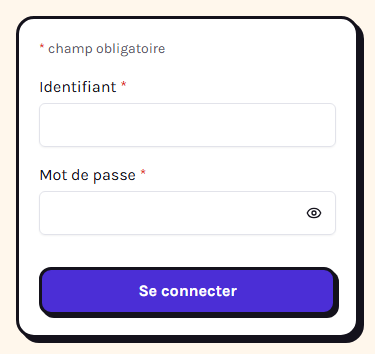 * champ obligatoire
Identifiant *
Mot de passe *
Se connecter